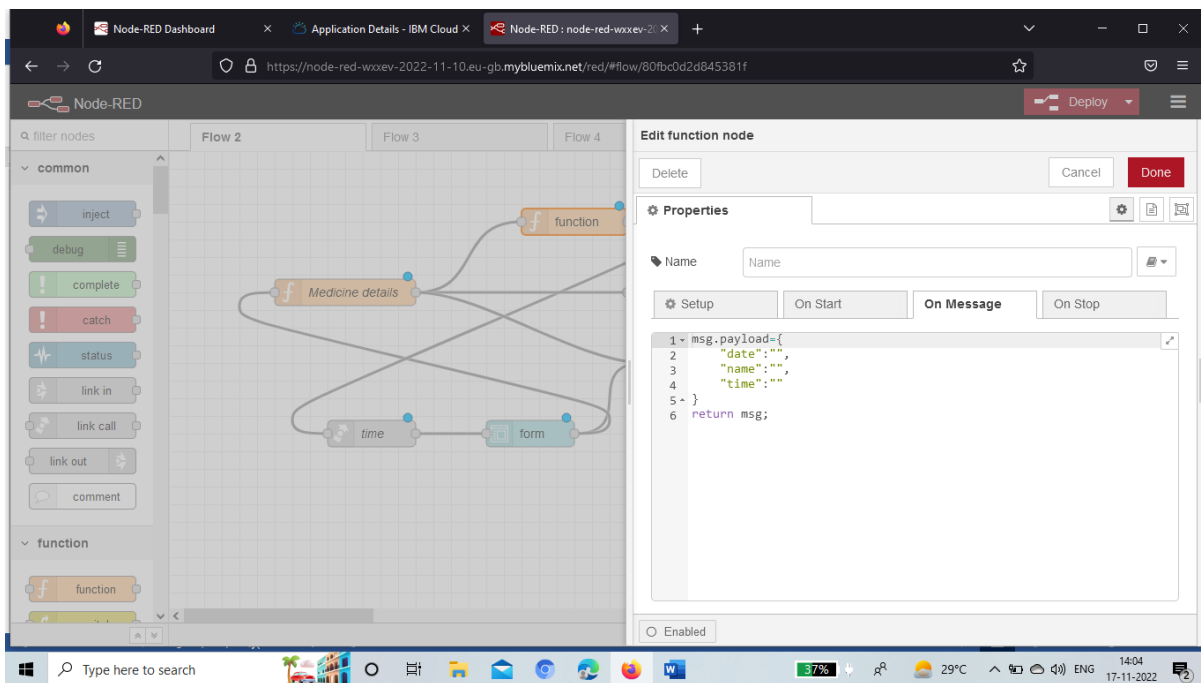 Node-RED Dashboard
Application Details - IBM Cloud
Node-RED : node-red-wxxev-20
https://node-red-wxxev-2022-11-10.eu-gb.mybluemix.net/red/#flow/80fbc0d2d845381f
Node-RED
Deploy
filter nodes
Flow 2
Flow 3
Flow 4
common
inject
debug
complete
catch
status
link in
link call
link out
comment
function
function
function
Medicine details
time
form
Edit function node
Delete
Cancel
Done
Properties
Name
Name
Setup
On Start
On Message
On Stop
1 msg.payload={
2 "date":"",
3 "name":"",
4 "time":""
5 }
6 return msg;
Enabled
Type here to search
37%
29°C
ENG
14:04
17-11-2022